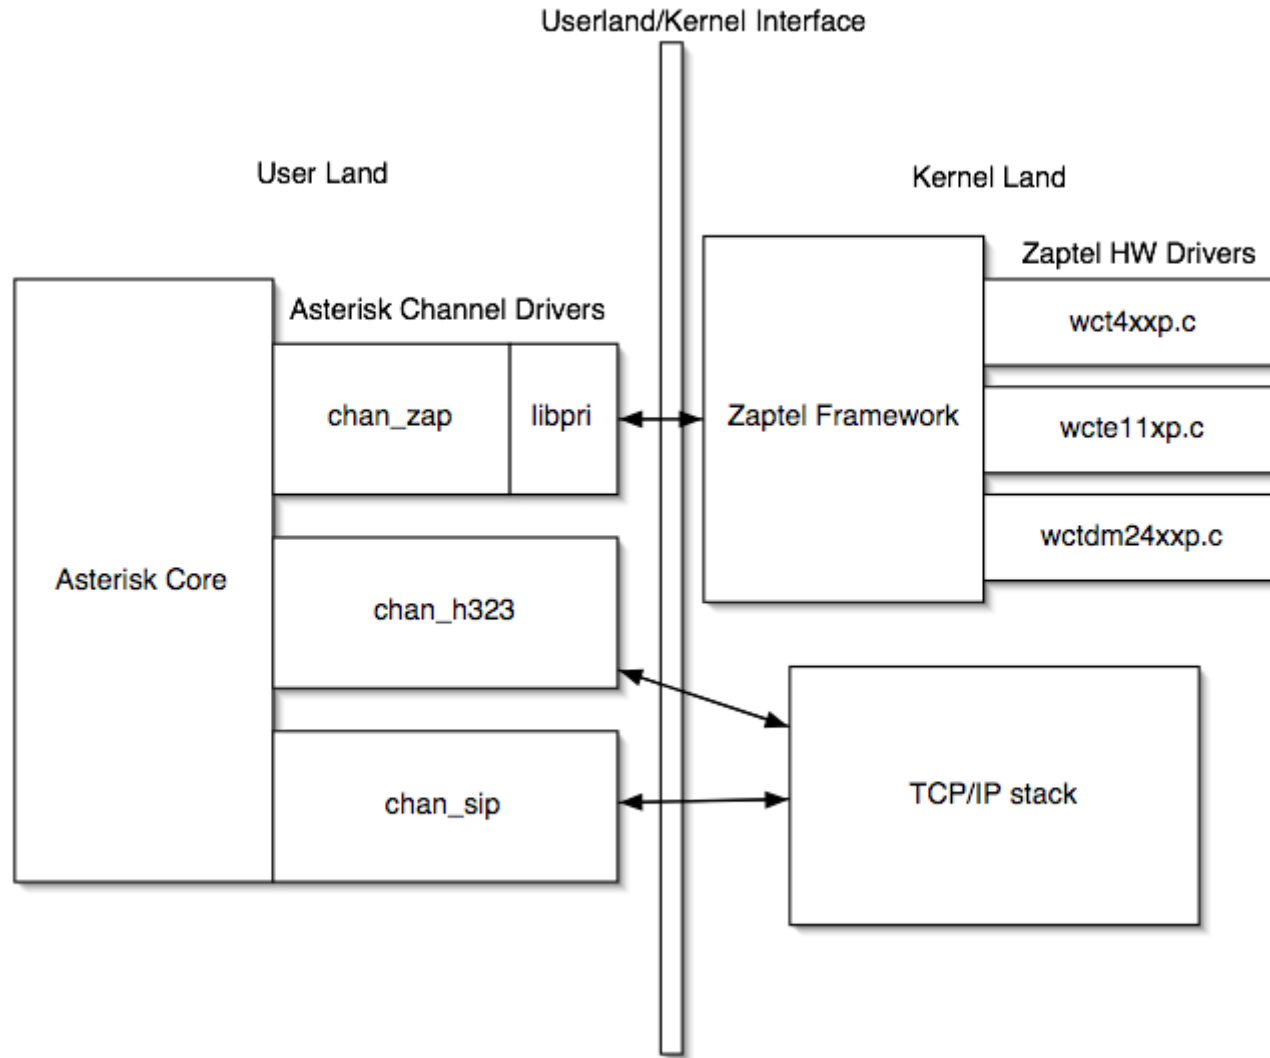 Userland/Kernel Interface
User Land
Kernel Land
Zaptel HW Drivers
Asterisk Channel Drivers
wct4xxp.c
chan_zap
libpri
Zaptel Framework
wcte11xp.c
wctdm24xxp.c
Asterisk Core
chan_h323
chan_sip
TCP/IP stack